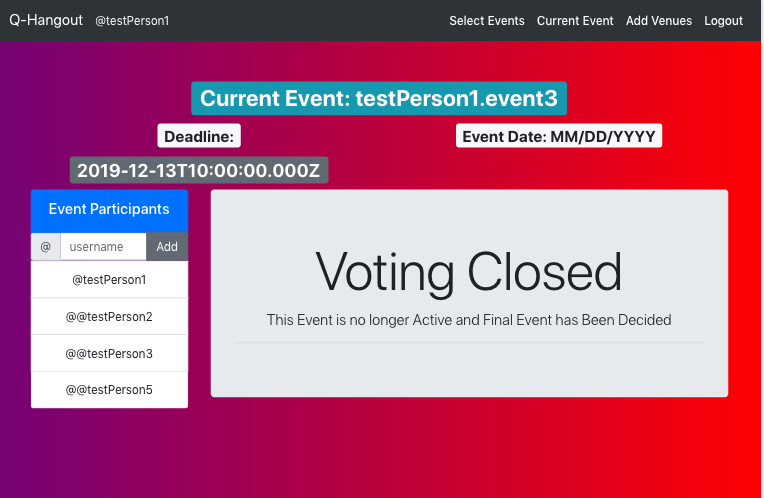 Q-Hangout @testPerson1 Select Events Current Event Add Venues Logout
Current Event: testPerson1.event3
Deadline: Event Date: MM/DD/YYYY
2019-12-13T10:00:00.000Z
Event Participants
@ username Add
@testPerson1
@@testPerson2
@@testPerson3
@@testPerson5
Voting Closed
This Event is no longer Active and Final Event has Been Decided